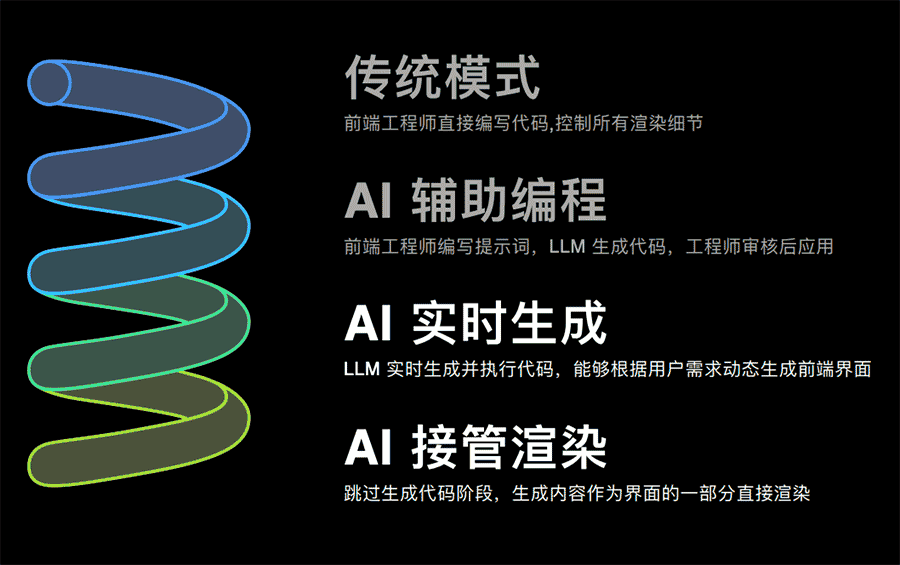 传统模式
前端工程师直接编写代码,控制所有渲染细节
AI 辅助编程
前端工程师编写提示词，LLM 生成代码，工程师审核后应用
AI 实时生成
LLM 实时生成并执行代码，能够根据用户需求动态生成前端界面
AI 接管渲染
跳过生成代码阶段，生成内容作为界面的一部分直接渲染